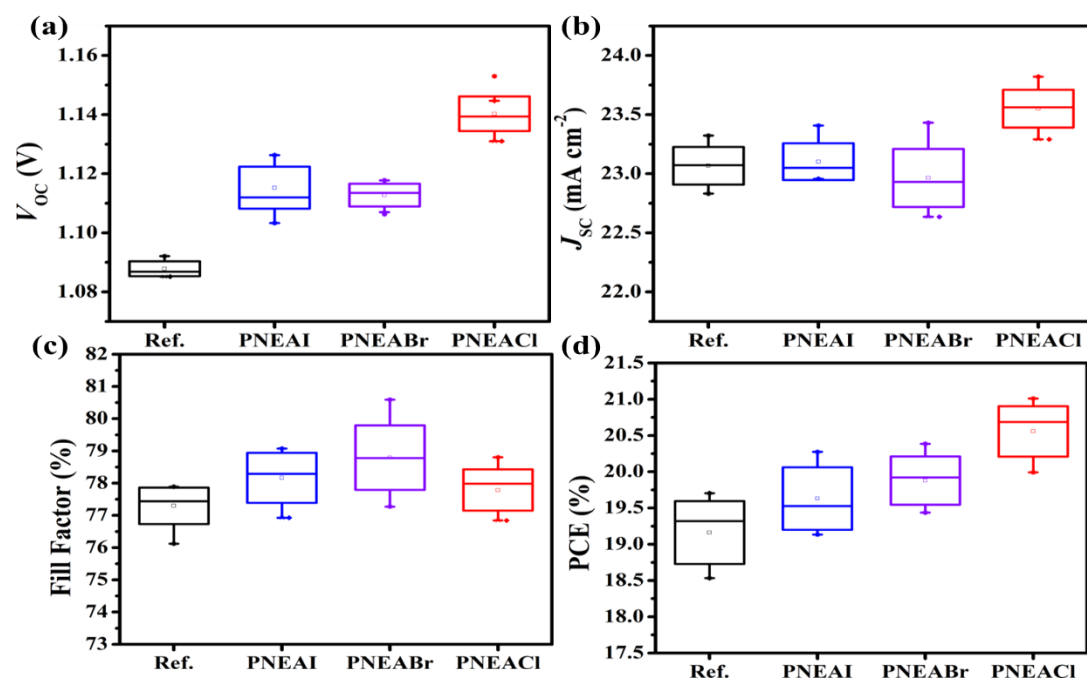 (a)
1.16
1.14
1.12
1.10
1.08
V_OC (V)
Ref. PNEAI PNEABr PNEACl
(b)
24.0
23.5
23.0
22.5
22.0
J_SC (mA cm⁻²)
Ref. PNEAI PNEABr PNEACl
(c)
82
81
80
79
78
77
76
75
74
73
Fill Factor (%)
Ref. PNEAI PNEABr PNEACl
(d)
21.5
21.0
20.5
20.0
19.5
19.0
18.5
18.0
17.5
PCE (%)
Ref. PNEAI PNEABr PNEACl